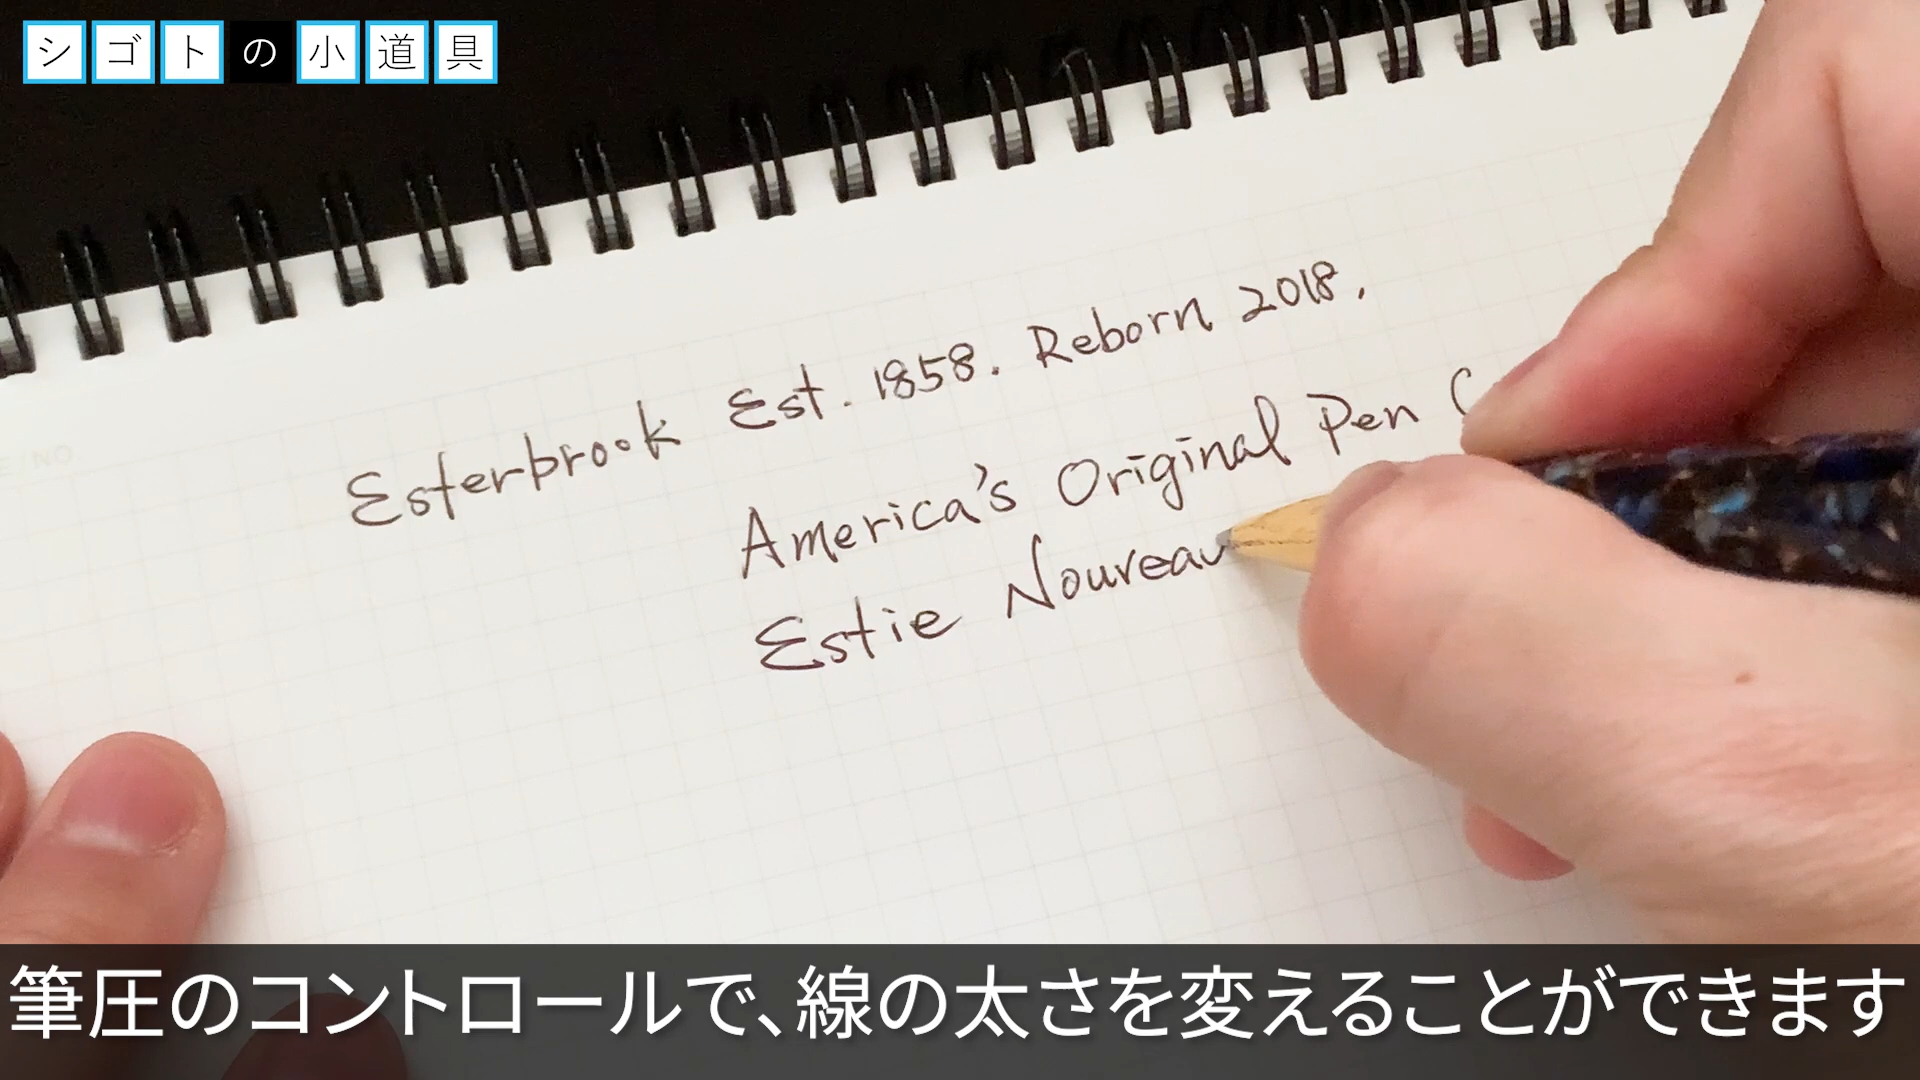 シゴトの小道具
Esterbrook Est. 1858. Reborn 2018.
America's Original Pen C
Estie Nouveau
筆圧のコントロールで、線の太さを変えることができます